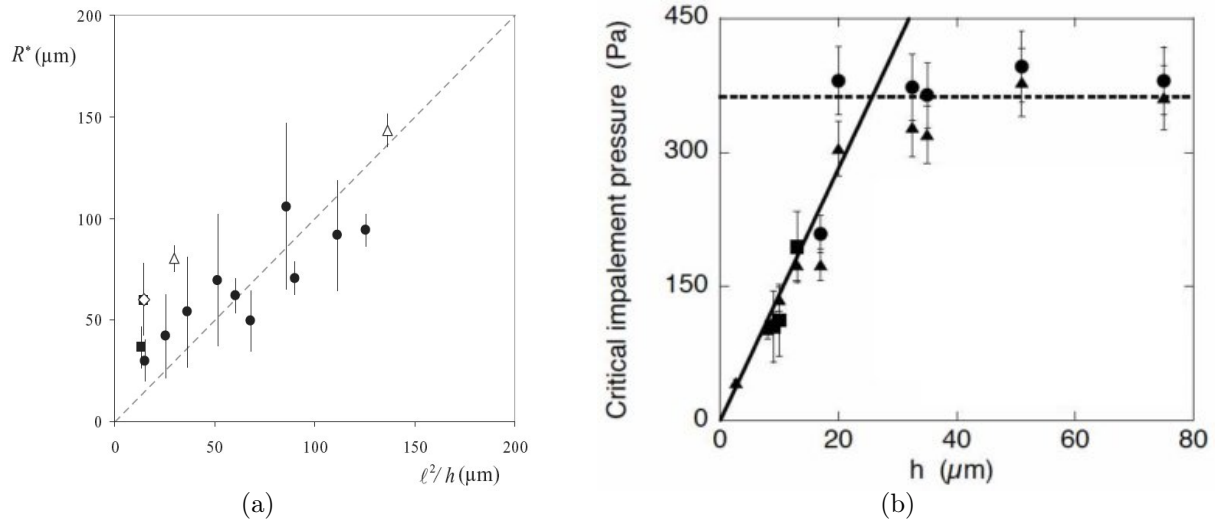 200
R* (μm)
150
100
50
0
0 50 100 150 200
ℓ²/h (μm)
(a)
Critical impalement pressure (Pa)
450
300
150
0
0 20 40 60 80
h (μm)
(b)